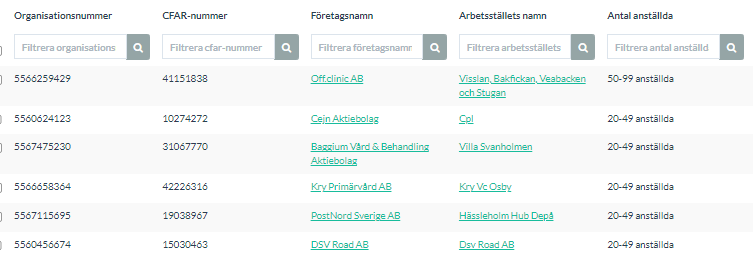 Organisationsnummer CFAR-nummer Företagsnamn Arbetsställets namn Antal anställda
Filtrera organisations Filtrera cfar-nummer Filtrera företagsnamn Filtrera arbetsställets Filtrera antal anställd
5566259429 41151838 Off.clinic AB Visslan, Bakfickan, Veabacken 50-99 anställda
och Stugan
5560624123 10274272 Cejn Aktiebolag Cpl 20-49 anställda
5567475230 31067770 Baggium Vård & Behandling Villa Svanholmen 20-49 anställda
Aktiebolag
5566658364 42226316 Kry Primärvård AB Kry Vc Osby 20-49 anställda
5567115695 19038967 PostNord Sverige AB Hässleholm Hub Depå 20-49 anställda
5560456674 15030463 DSV Road AB Dsv Road AB 20-49 anställda